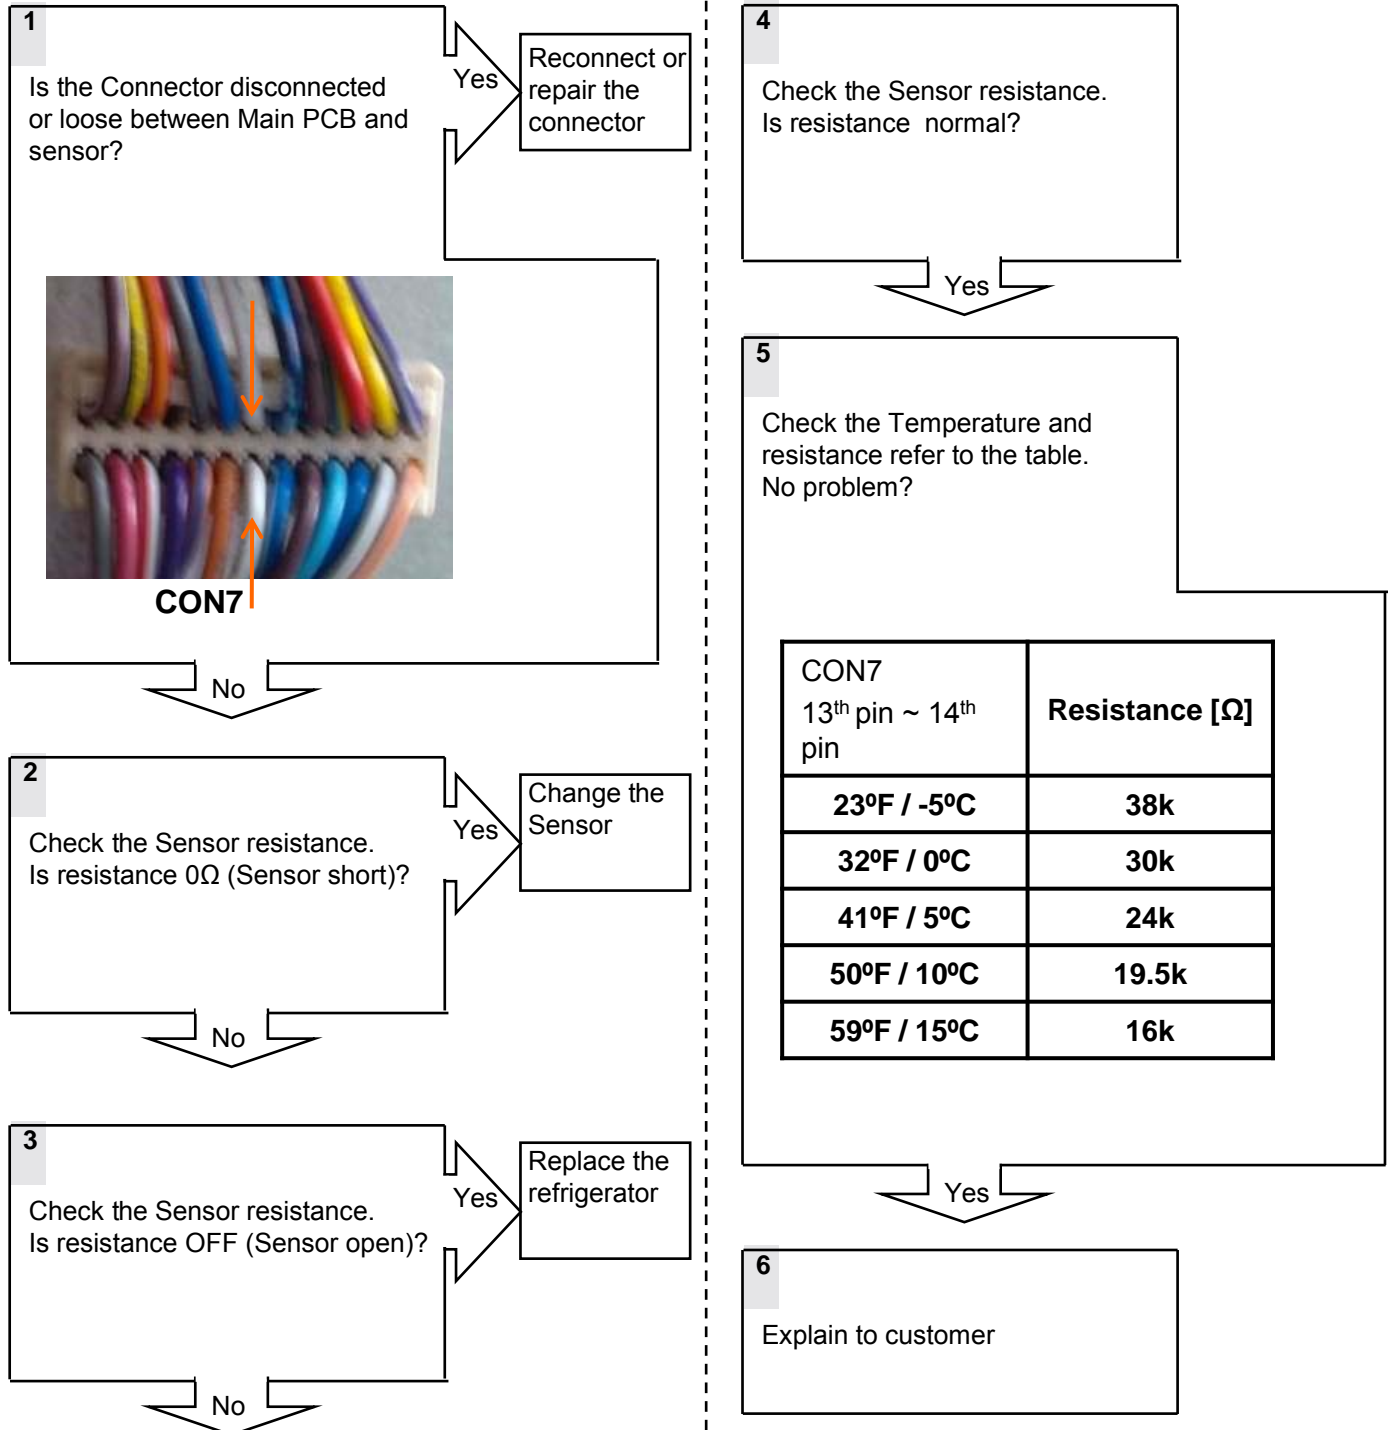 1
Is the Connector disconnected
or loose between Main PCB and
sensor?
Yes
Reconnect or
repair the
connector
CON7
No
2
Check the Sensor resistance.
Is resistance 0Ω (Sensor short)?
Yes
Change the
Sensor
No
3
Check the Sensor resistance.
Is resistance OFF (Sensor open)?
Yes
Replace the
refrigerator
No
4
Check the Sensor resistance.
Is resistance  normal?
Yes
5
Check the Temperature and
resistance refer to the table.
No problem?
CON7
13th pin ~ 14th
pin
Resistance [Ω]
23ºF / -5ºC 38k
32ºF / 0ºC 30k
41ºF / 5ºC 24k
50ºF / 10ºC 19.5k
59ºF / 15ºC 16k
Yes
6
Explain to customer